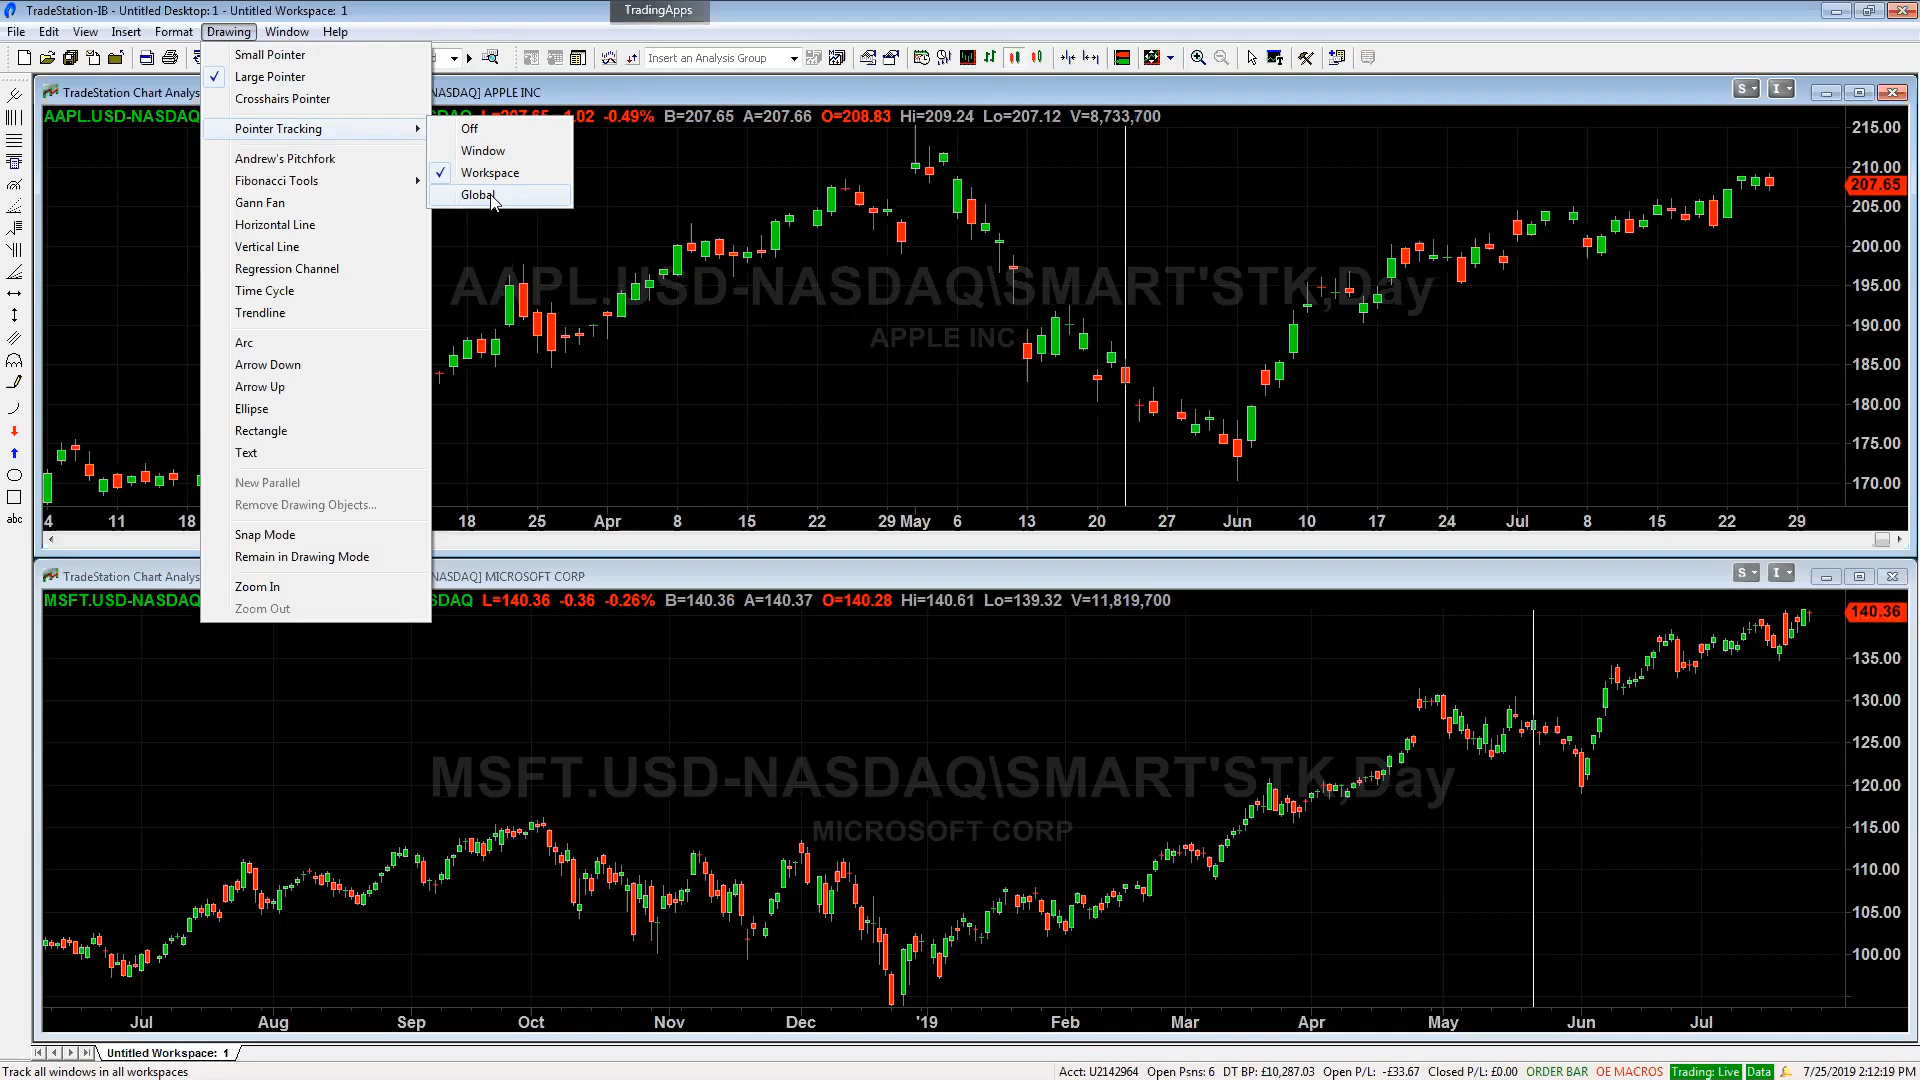 TradeStation-IB - Untitled Desktop: 1 - Untitled Workspace: 1
TradingApps
File Edit View Insert Format Drawing Window Help
Insert an Analysis Group
Small Pointer
Large Pointer
Crosshairs Pointer
Pointer Tracking
Andrew's Pitchfork
Fibonacci Tools
Gann Fan
Horizontal Line
Vertical Line
Regression Channel
Time Cycle
Trendline
Arc
Arrow Down
Arrow Up
Ellipse
Rectangle
Text
New Parallel
Remove Drawing Objects...
Snap Mode
Remain in Drawing Mode
Zoom In
Zoom Out
Off
Window
Workspace
Global
abc
TradeStation Chart Analys
NASDAQ] APPLE INC
S I
AAPL.USD-NASDAQ
-0.49% B=207.65 A=207.66 O=208.83 Hi=209.24 Lo=207.12 V=8,733,700
215.00
210.00
207.65
205.00
200.00
195.00
190.00
185.00
180.00
175.00
170.00
AAPL.USD-NASDAQ\SMART'STK,Day
APPLE INC
4 11 18 18 25 Apr 8 15 22 29 May 6 13 20 27 Jun 10 17 24 Jul 8 15 22 29
TradeStation Chart Analys
NASDAQ] MICROSOFT CORP
S I
MSFT.USD-NASDAQ
SDAQ L=140.36 -0.36 -0.26% B=140.36 A=140.37 O=140.28 Hi=140.61 Lo=139.32 V=11,819,700
140.36
135.00
130.00
125.00
120.00
115.00
110.00
105.00
100.00
MSFT.USD-NASDAQ\SMART'STK,Day
MICROSOFT CORP
Jul Aug Sep Oct Nov Dec '19 Feb Mar Apr May Jun Jul
Untitled Workspace: 1
Track all windows in all workspaces
Acct: U2142964 Open Psns: 6 DT BP: £10,287.03 Open P/L: -£33.67 Closed P/L: £0.00 ORDER BAR OE MACROS Trading: Live Data 7/25/2019 2:12:19 PM